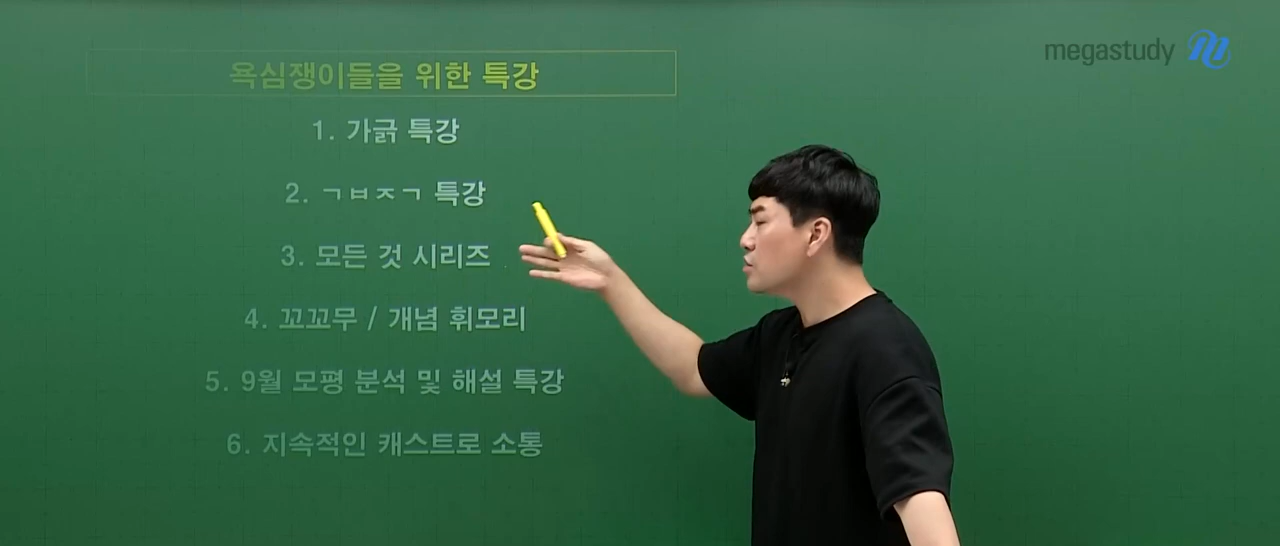 megastudy
욕심쟁이들을 위한 특강
1. 가굵 특강
2. ㄱㅂㅈㄱ 특강
3. 모든 것 시리즈
4. 꼬꼬무 / 개념 휘모리
5. 9월 모평 분석 및 해설 특강
6. 지속적인 캐스트로 소통